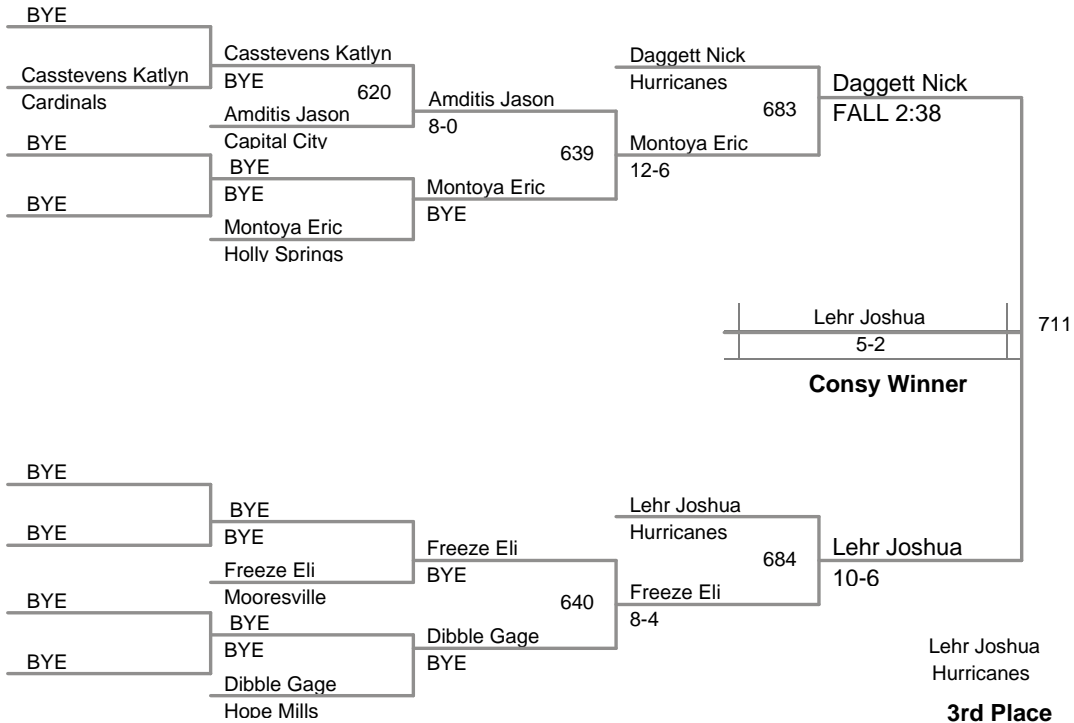 BYE
Casstevens Katlyn
Cardinals
BYE
BYE
Casstevens Katlyn
BYE
620
Amditis Jason
Capital City
BYE
BYE
Montoya Eric
Holly Springs
Amditis Jason
8-0
639
Montoya Eric
BYE
Daggett Nick
Hurricanes
683
Montoya Eric
12-6
Daggett Nick
FALL 2:38
Lehr Joshua
5-2
711
Consy Winner
BYE
BYE
BYE
BYE
BYE
BYE
Freeze Eli
Mooresville
BYE
BYE
Dibble Gage
Hope Mills
Freeze Eli
BYE
640
Dibble Gage
BYE
Lehr Joshua
Hurricanes
684
Freeze Eli
8-4
Lehr Joshua
10-6
Lehr Joshua
Hurricanes
3rd Place